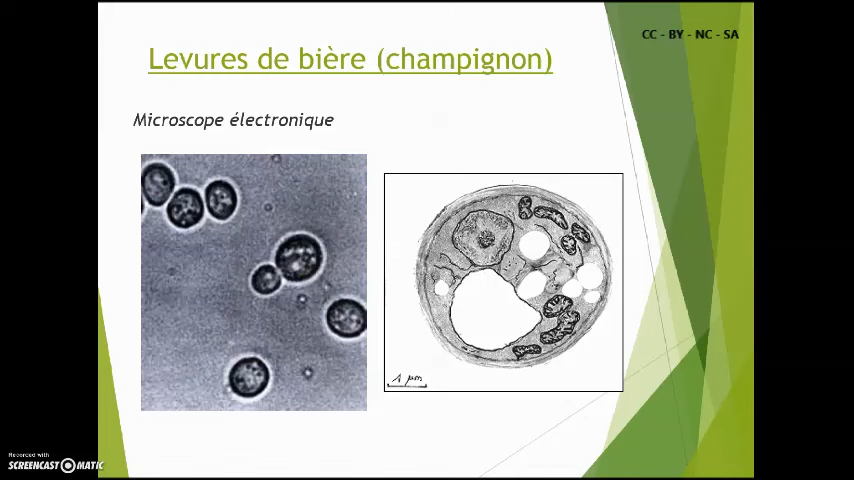 CC - BY - NC - SA
Levures de bière (champignon)
Microscope électronique
1 µm
Recorded with
SCREENCAST MATIC